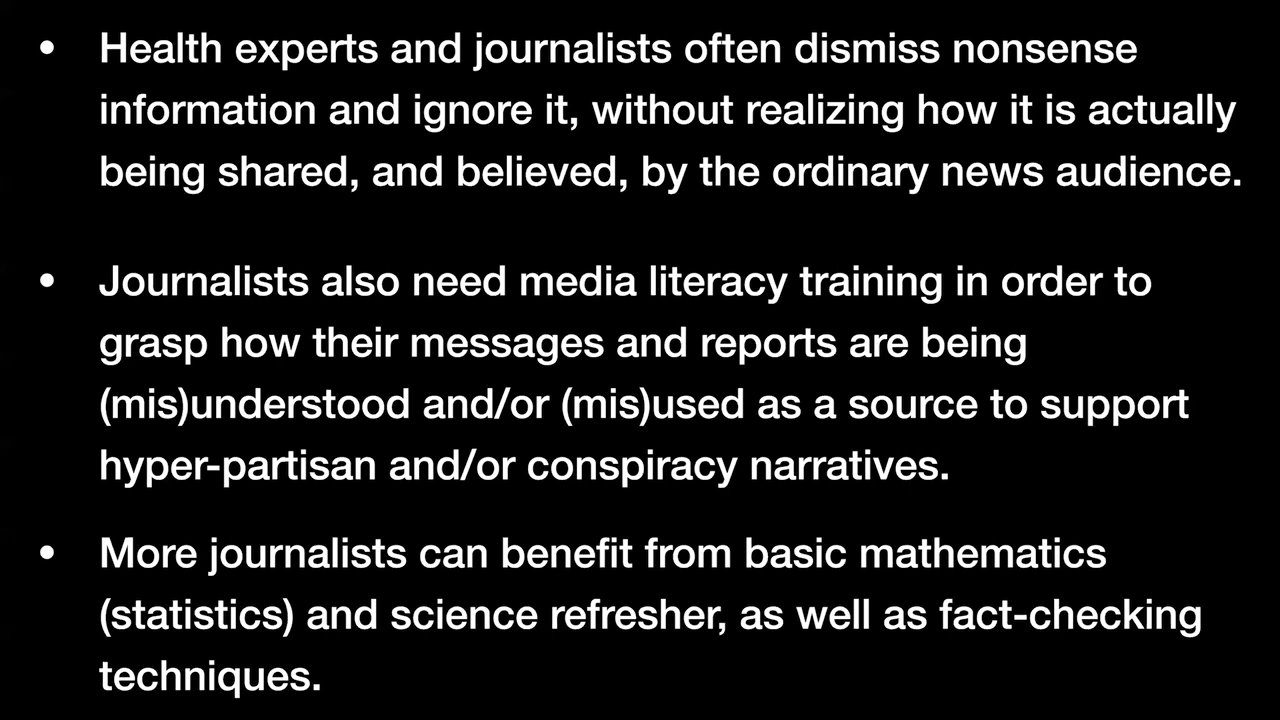 • Health experts and journalists often dismiss nonsense
information and ignore it, without realizing how it is actually
being shared, and believed, by the ordinary news audience.
• Journalists also need media literacy training in order to
grasp how their messages and reports are being
(mis)understood and/or (mis)used as a source to support
hyper-partisan and/or conspiracy narratives.
• More journalists can benefit from basic mathematics
(statistics) and science refresher, as well as fact-checking
techniques.